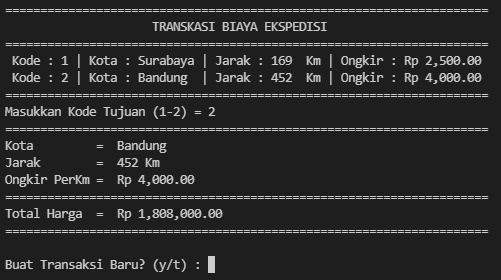 =====================================================================
TRANSKASI BIAYA EKSPEDISI
=====================================================================
Kode : 1 | Kota : Surabaya | Jarak : 169  Km | Ongkir : Rp 2,500.00
Kode : 2 | Kota : Bandung  | Jarak : 452  Km | Ongkir : Rp 4,000.00
=====================================================================
Masukkan Kode Tujuan (1-2) = 2
=====================================================================
Kota         =  Bandung
Jarak        =  452 Km
Ongkir PerKm =  Rp 4,000.00
=====================================================================
Total Harga  =  Rp 1,808,000.00
=====================================================================
Buat Transaksi Baru? (y/t) :